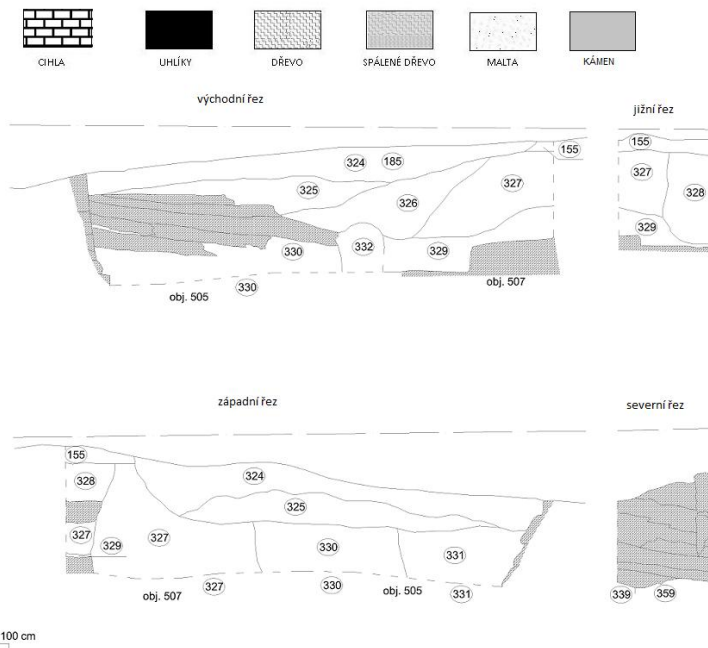 CIHLA UHLÍKY DŘEVO SPÁLENÉ DŘEVO MALTA KÁMEN
východní řez
jižní řez
324 185 155
325 326 327
330 332 329
obj. 505 330 obj. 507
155
327 328
329
západní řez
severní řez
155
328 324
325
327 329 327 330 331
obj. 507 327 330 obj. 505 331
339 359
100 cm